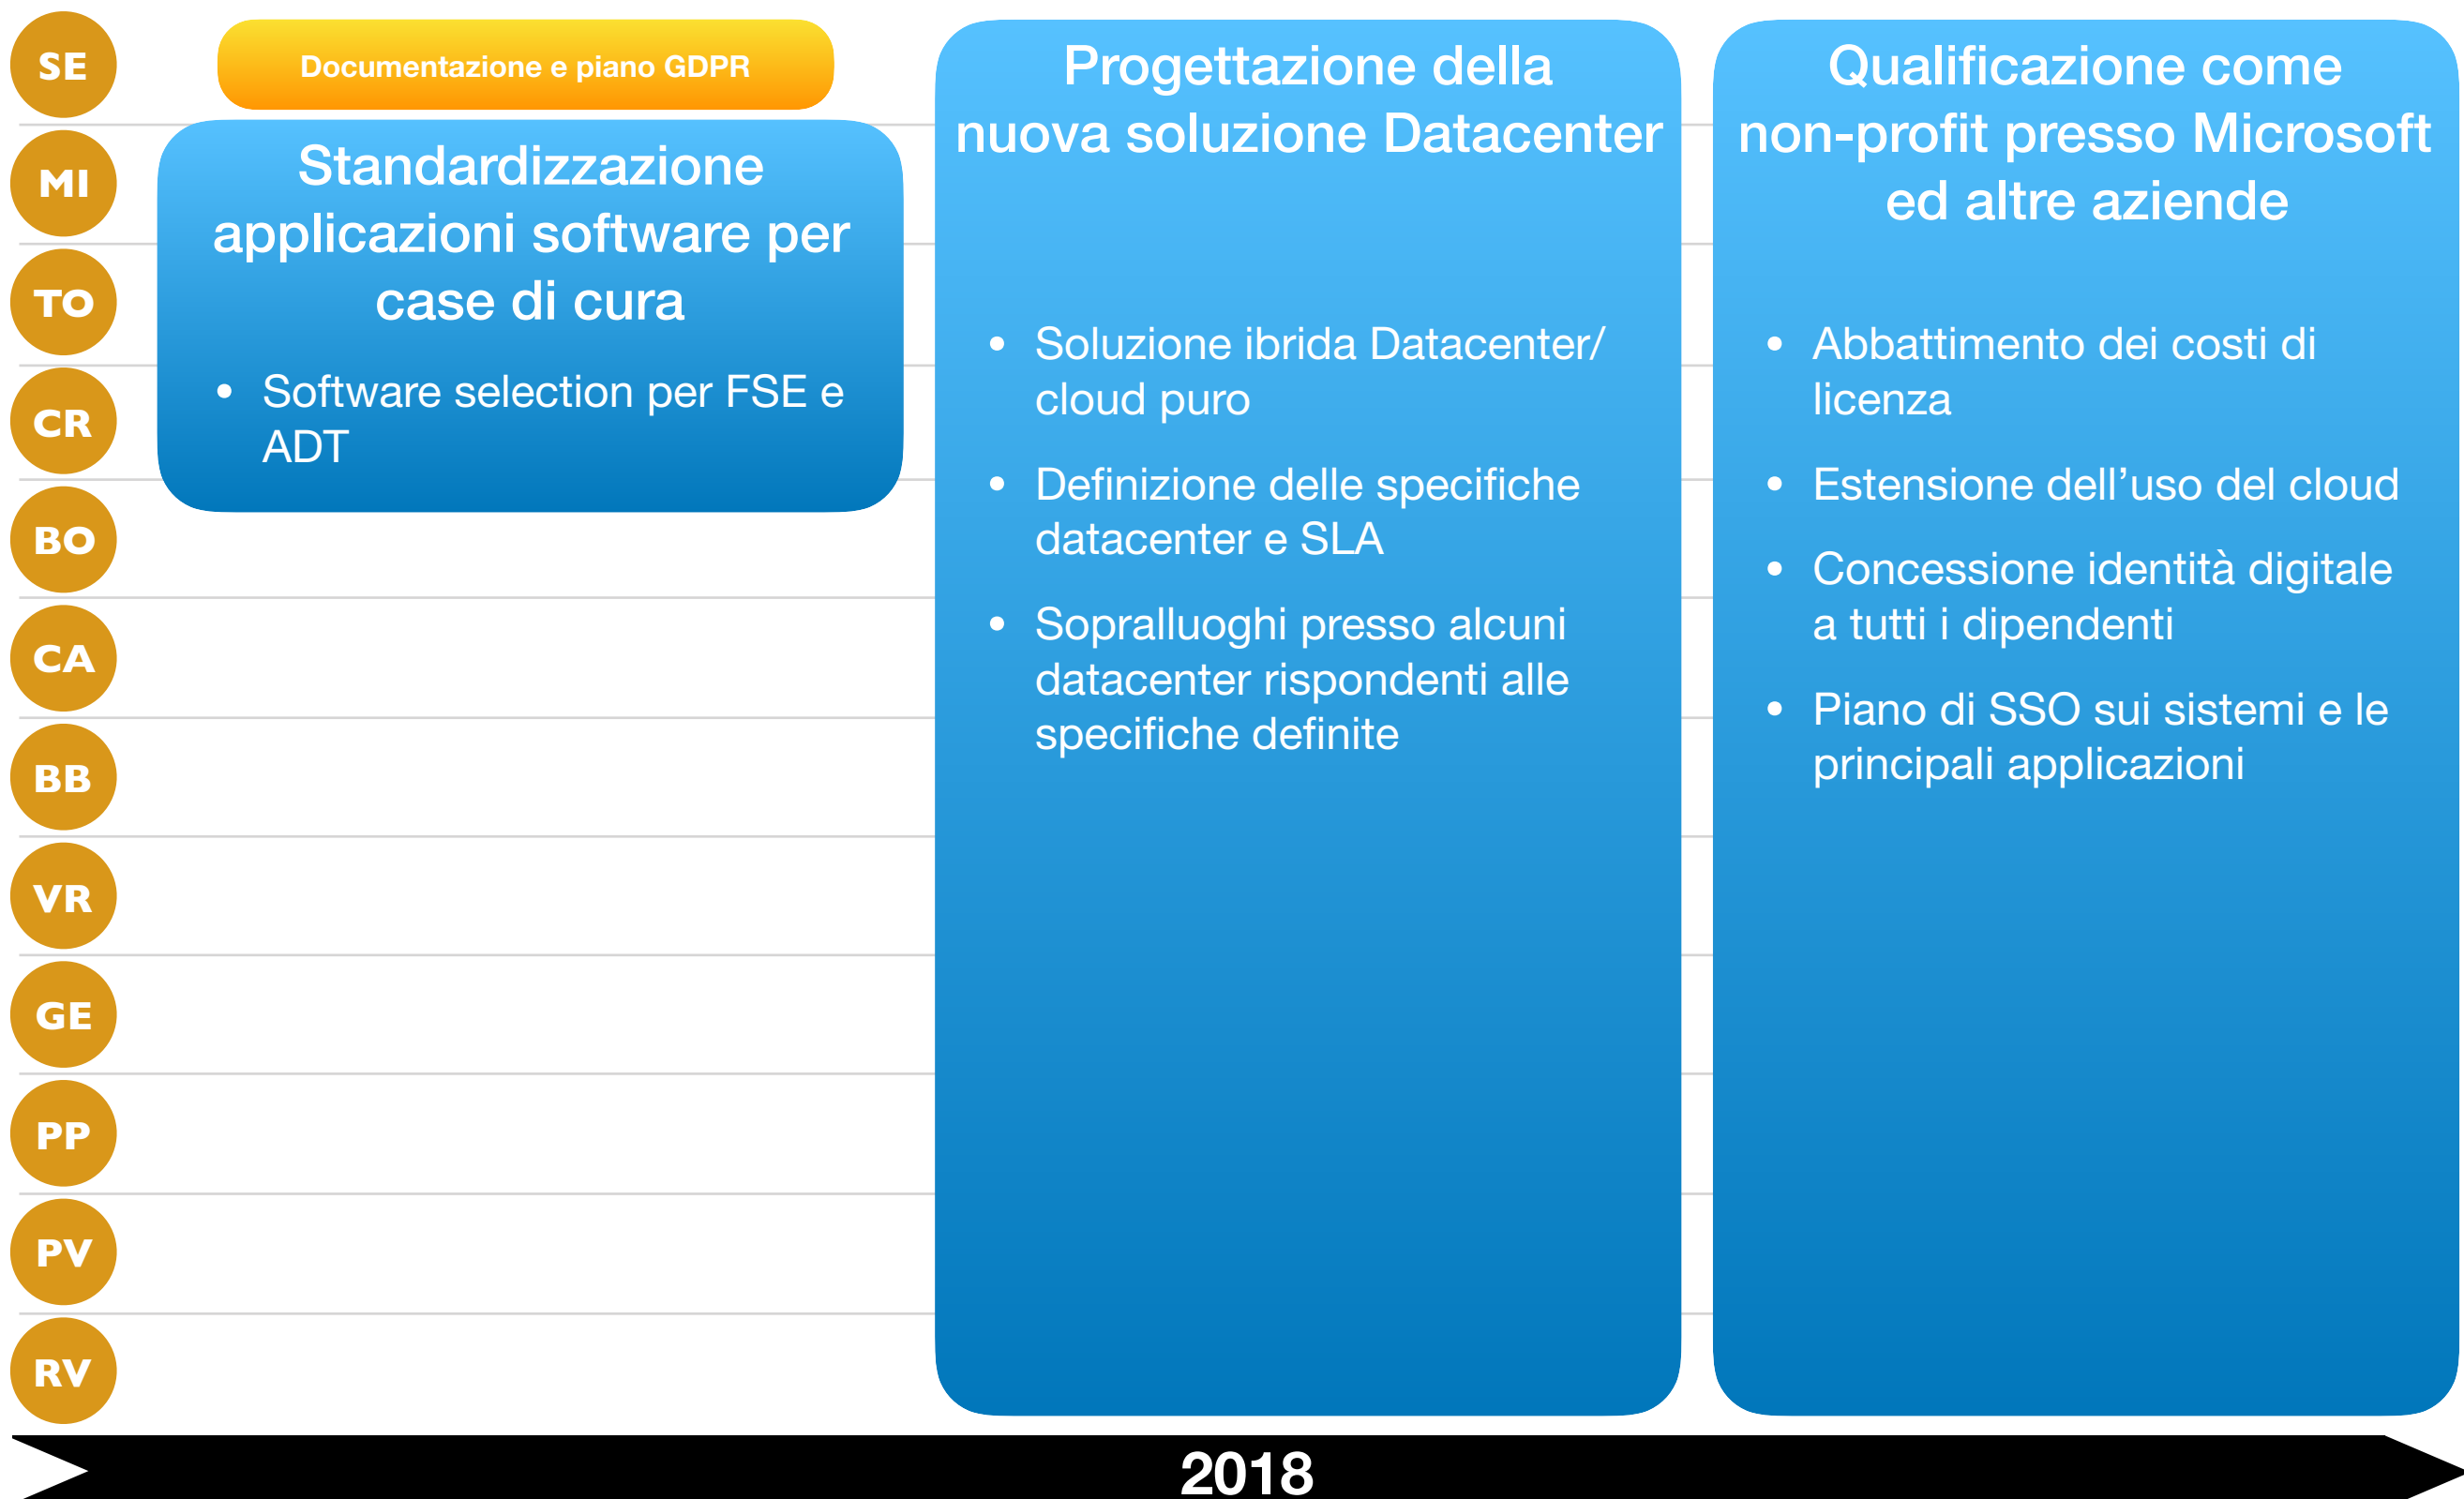 SE
MI
TO
CR
BO
CA
BB
VR
GE
PP
PV
RV
Documentazione e piano GDPR
Standardizzazione
applicazioni software per
case di cura
• Software selection per FSE e
ADT
Progettazione della
nuova soluzione Datacenter
• Soluzione ibrida Datacenter/
cloud puro
• Definizione delle specifiche
datacenter e SLA
• Sopralluoghi presso alcuni
datacenter rispondenti alle
specifiche definite
Qualificazione come
non-profit presso Microsoft
ed altre aziende
• Abbattimento dei costi di
licenza
• Estensione dell’uso del cloud
• Concessione identità digitale
a tutti i dipendenti
• Piano di SSO sui sistemi e le
principali applicazioni
2018